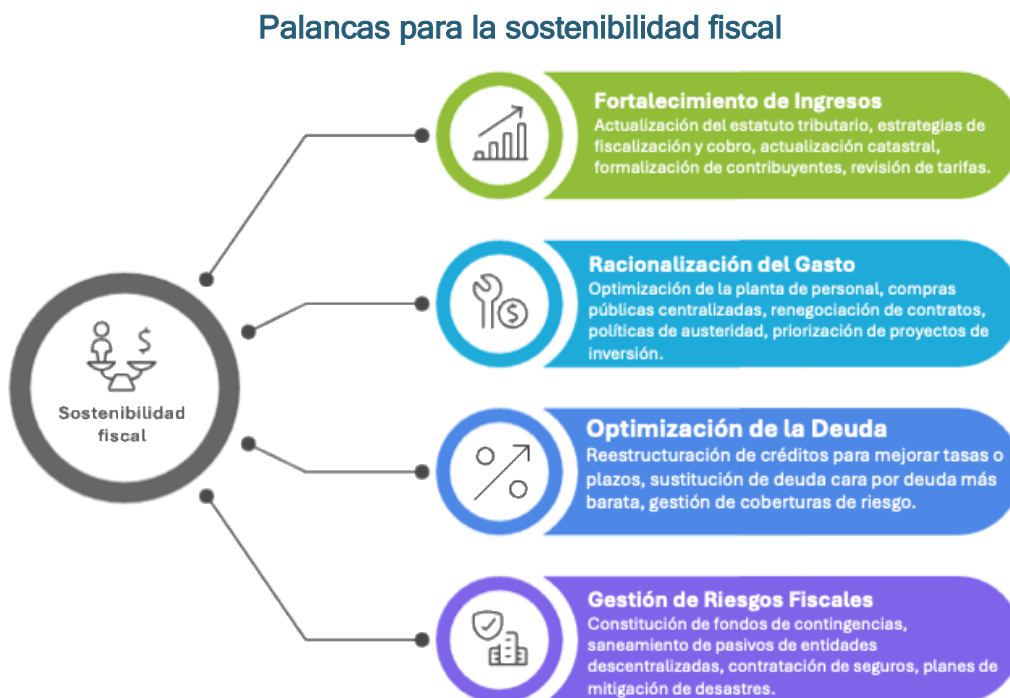 Palancas para la sostenibilidad fiscal
Fortalecimiento de Ingresos
Actualización del estatuto tributario, estrategias de
fiscalización y cobro, actualización catastral,
formalización de contribuyentes, revisión de tarifas.
Racionalización del Gasto
Optimización de la planta de personal, compras
públicas centralizadas, renegociación de contratos,
políticas de austeridad, priorización de proyectos de
inversión.
Sostenibilidad
fiscal
Optimización de la Deuda
Reestructuración de créditos para mejorar tasas o
plazos, sustitución de deuda cara por deuda más
barata, gestión de coberturas de riesgo.
Gestión de Riesgos Fiscales
Constitución de fondos de contingencias,
saneamiento de pasivos de entidades
descentralizadas, contratación de seguros, planes de
mitigación de desastres.